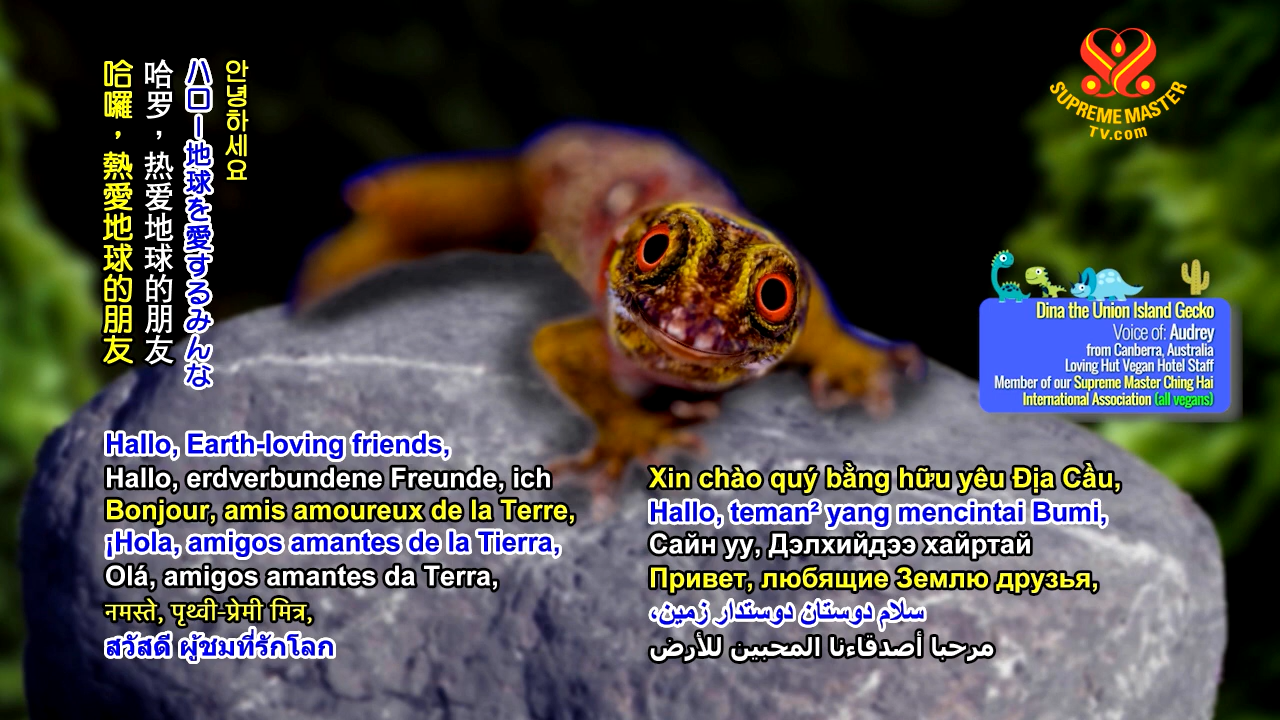 哈囉，熱愛地球的朋友
哈罗，热爱地球的朋友
ハロー地球を愛するみんな
안녕하세요
SUPREME MASTER
TV.com
Dina the Union Island Gecko
Voice of: Audrey
from Canberra, Australia
Loving Hut Vegan Hotel Staff
Member of our Supreme Master Ching Hai
International Association (all vegans)
Hallo, Earth-loving friends,
Hallo, erdverbundene Freunde, ich
Bonjour, amis amoureux de la Terre,
¡Hola, amigos amantes de la Tierra,
Olá, amigos amantes da Terra,
नमस्ते, पृथ्वी-प्रेमी मित्र,
สวัสดี ผู้ชมที่รักโลก
Xin chào quý bằng hữu yêu Địa Cầu,
Hallo, teman² yang mencintai Bumi,
Сайн уу, Дэлхийдээ хайртай
Привет, любящие Землю друзья,
سلام دوستان دوستدار زمین،
مرحبا أصدقاءنا المحبين للأرض